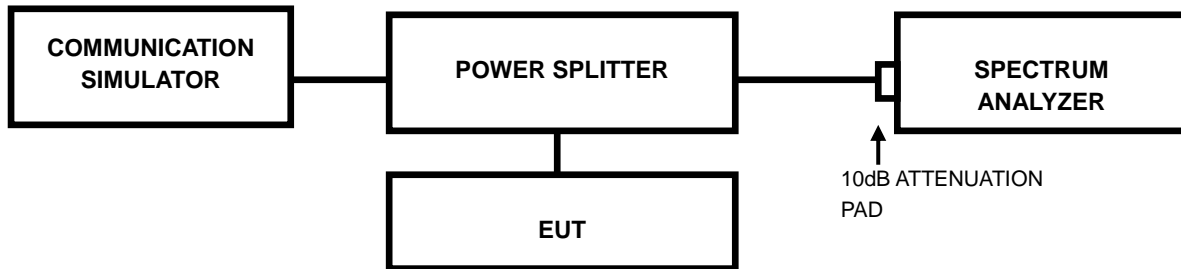 COMMUNICATION
SIMULATOR
POWER SPLITTER
SPECTRUM
ANALYZER
10dB ATTENUATION
PAD
EUT